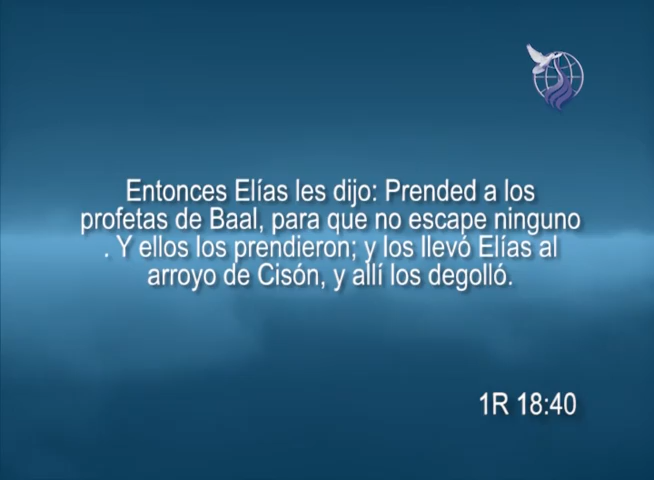 Entonces Elías les dijo: Prended a los
profetas de Baal, para que no escape ninguno
. Y ellos los prendieron; y los llevó Elías al
arroyo de Cisón, y allí los degolló.
1R 18:40